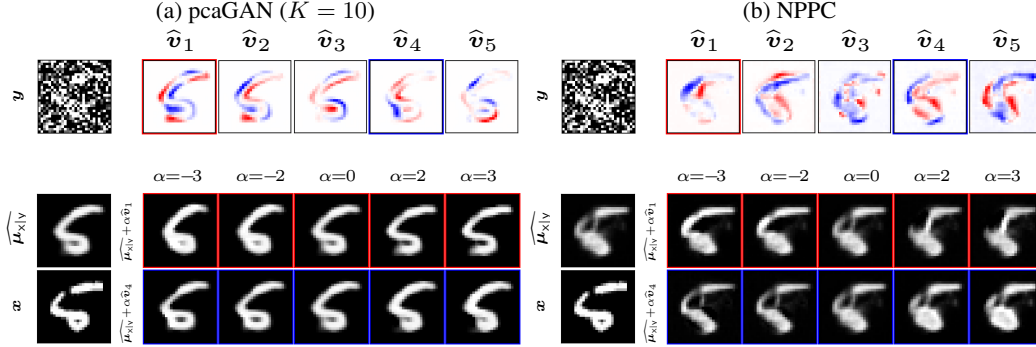 (a) pcaGAN (K = 10) (b) NPPC
v̂₁ v̂₂ v̂₃ v̂₄ v̂₅ v̂₁ v̂₂ v̂₃ v̂₄ v̂₅
y y
α=−3 α=−2 α=0 α=2 α=3 α=−3 α=−2 α=0 α=2 α=3
μ̂ₓ|ᵧ μ̂ₓ|ᵧ+αv̂₁ μ̂ₓ|ᵧ μ̂ₓ|ᵧ+αv̂₁
x μ̂ₓ|ᵧ+αv̂₄ x μ̂ₓ|ᵧ+αv̂₄